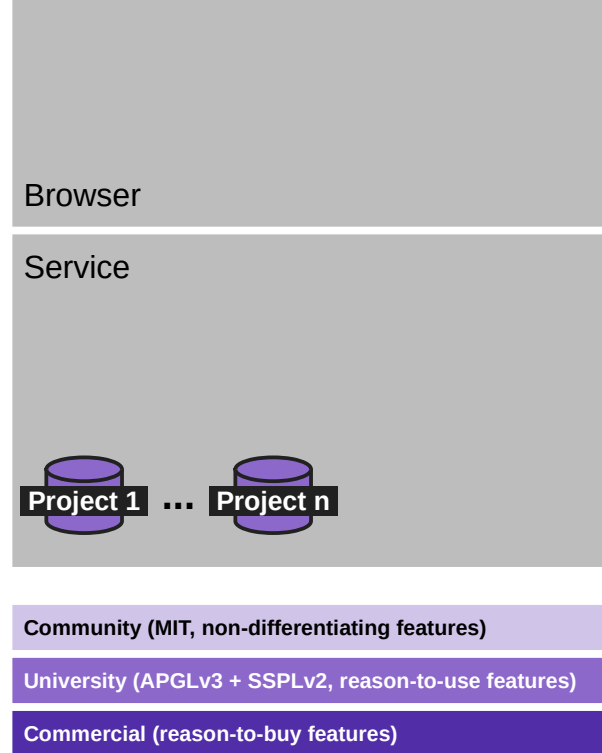 Browser
Service
Project 1 ... Project n
Community (MIT, non-differentiating features)
University (APGLv3 + SSPLv2, reason-to-use features)
Commercial (reason-to-buy features)